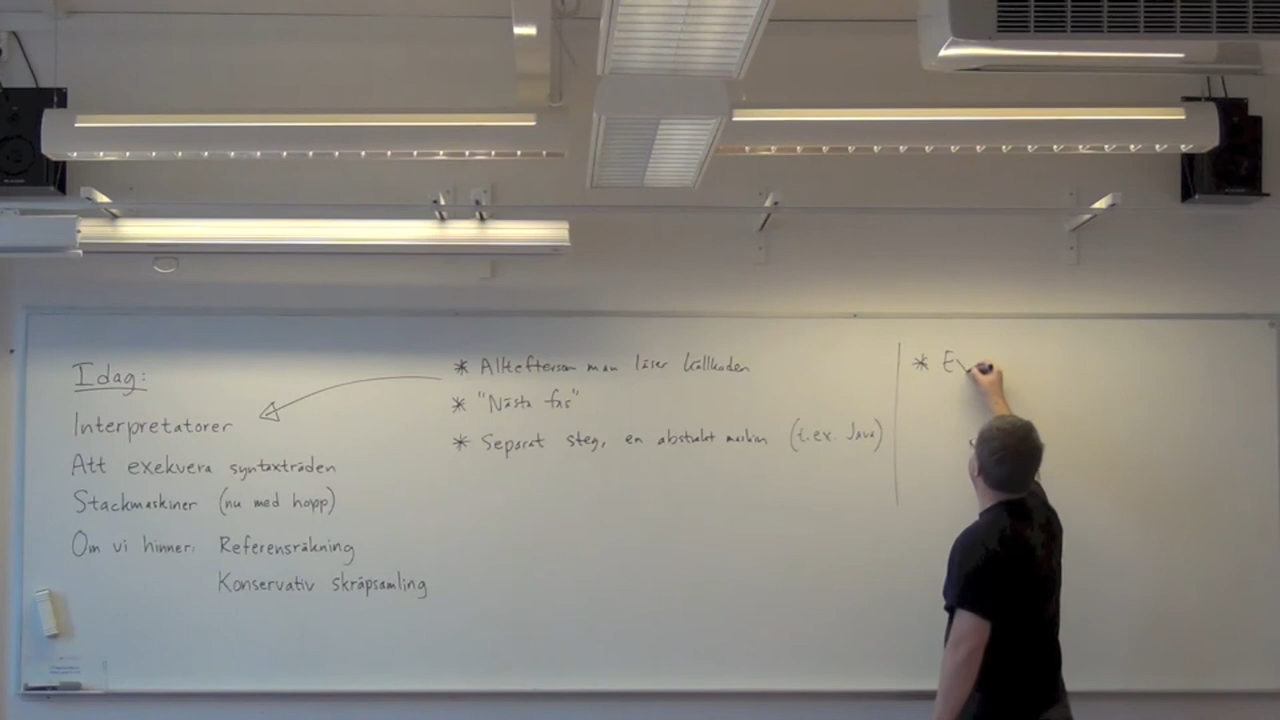 Idag:
Interpretatorer
Att exekvera syntaxträden
Stackmaskiner (nu med hopp)
Om vi hinner: Referensräkning
Konservativ skräpsamling
* Allteftersom man läser källkoden
* "Nästa fas"
* Separat steg, en abstrakt maskin (t.ex. Java)
* Ex